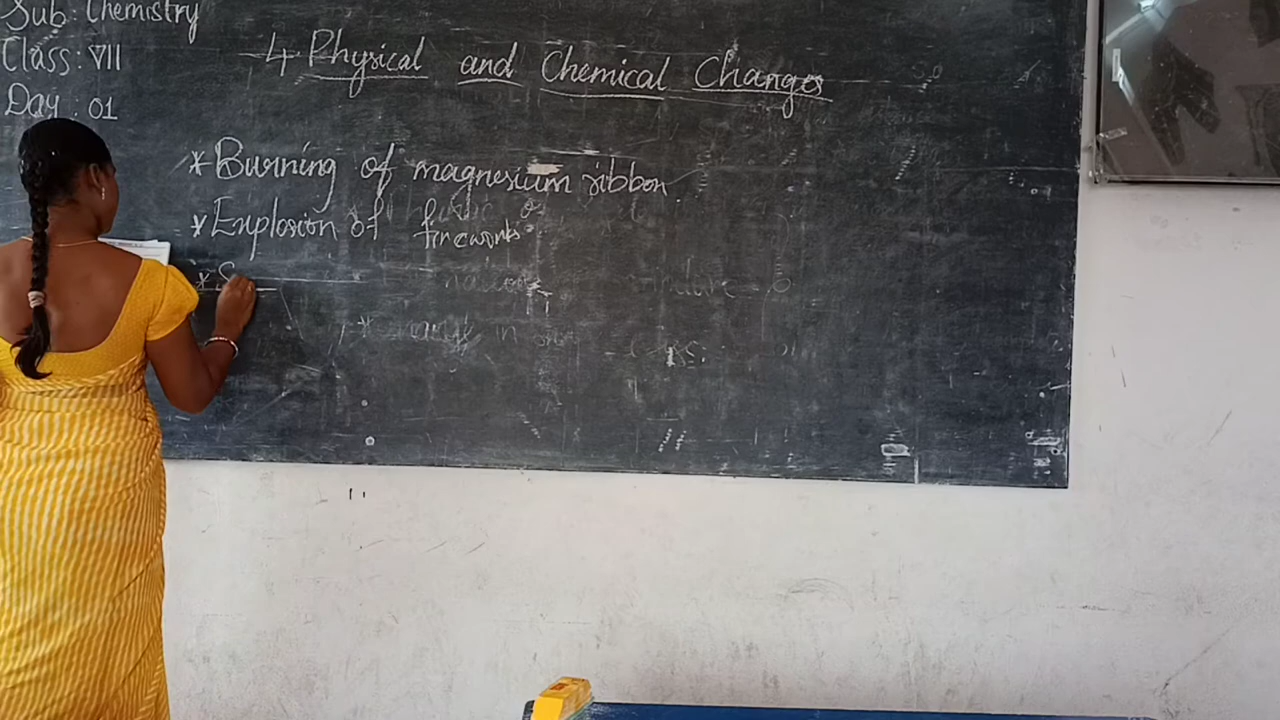 Sub: Chemistry
Class: VII
Day: 01
4. Physical and Chemical Changes
* Burning of magnesium ribbon
* Explosion of fireworks
* S